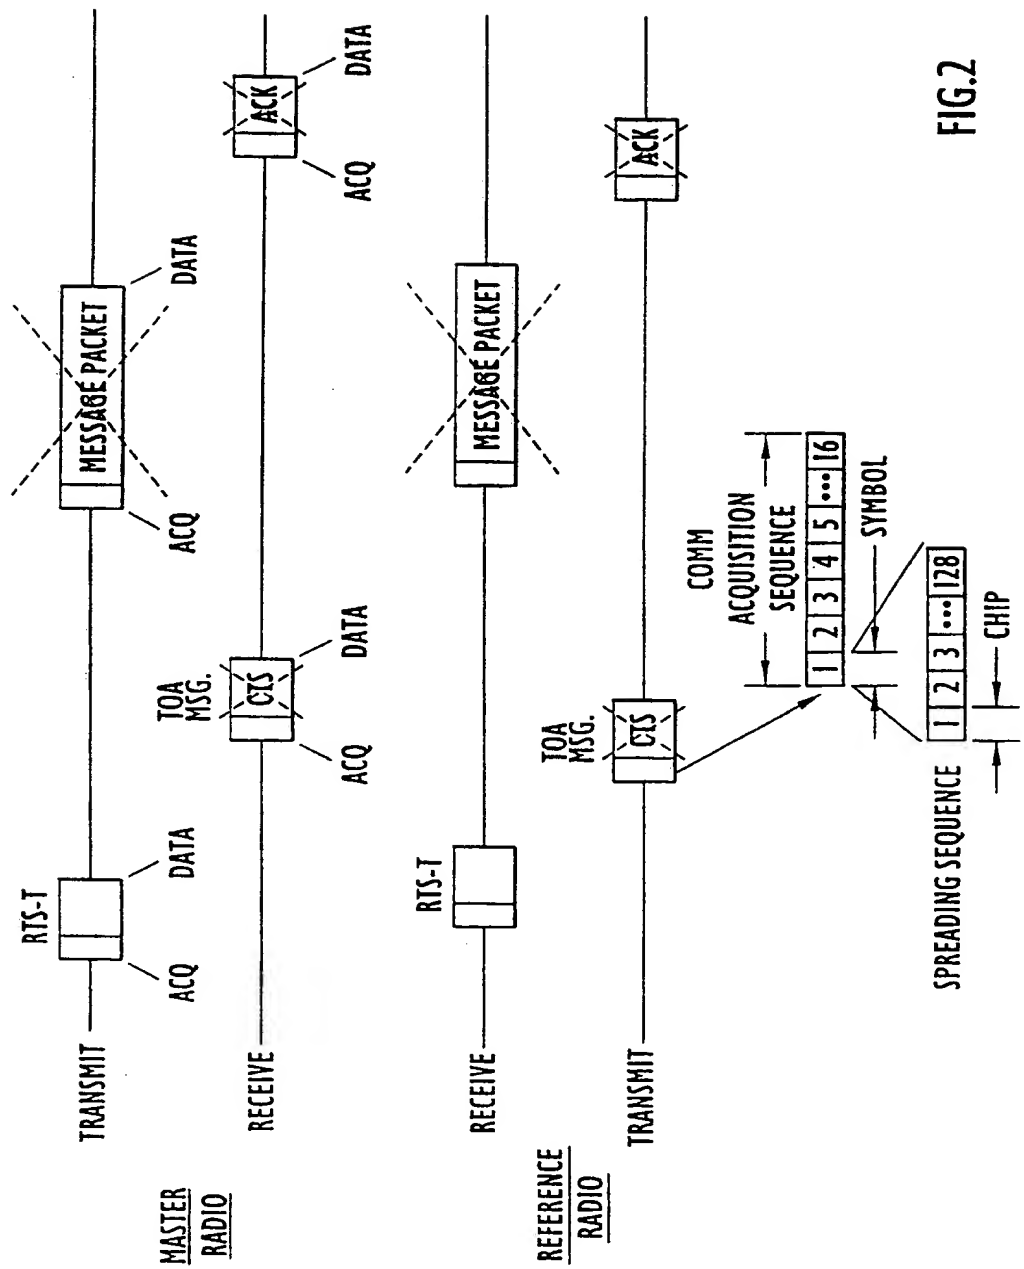 MASTER
RADIO
TRANSMIT
RTS-T
ACQ
DATA
MESSAGE PACKET
ACQ
DATA
RECEIVE
TOA
MSG.
CTS
ACQ
DATA
ACK
ACQ
DATA
REFERENCE
RADIO
RECEIVE
RTS-T
MESSAGE PACKET
TRANSMIT
TOA
MSG.
CTS
ACK
COMM
ACQUISITION
SEQUENCE
1 2 3 4 5 ••• 16
SYMBOL
SPREADING SEQUENCE
1 2 3 ••• 128
CHIP
FIG.2